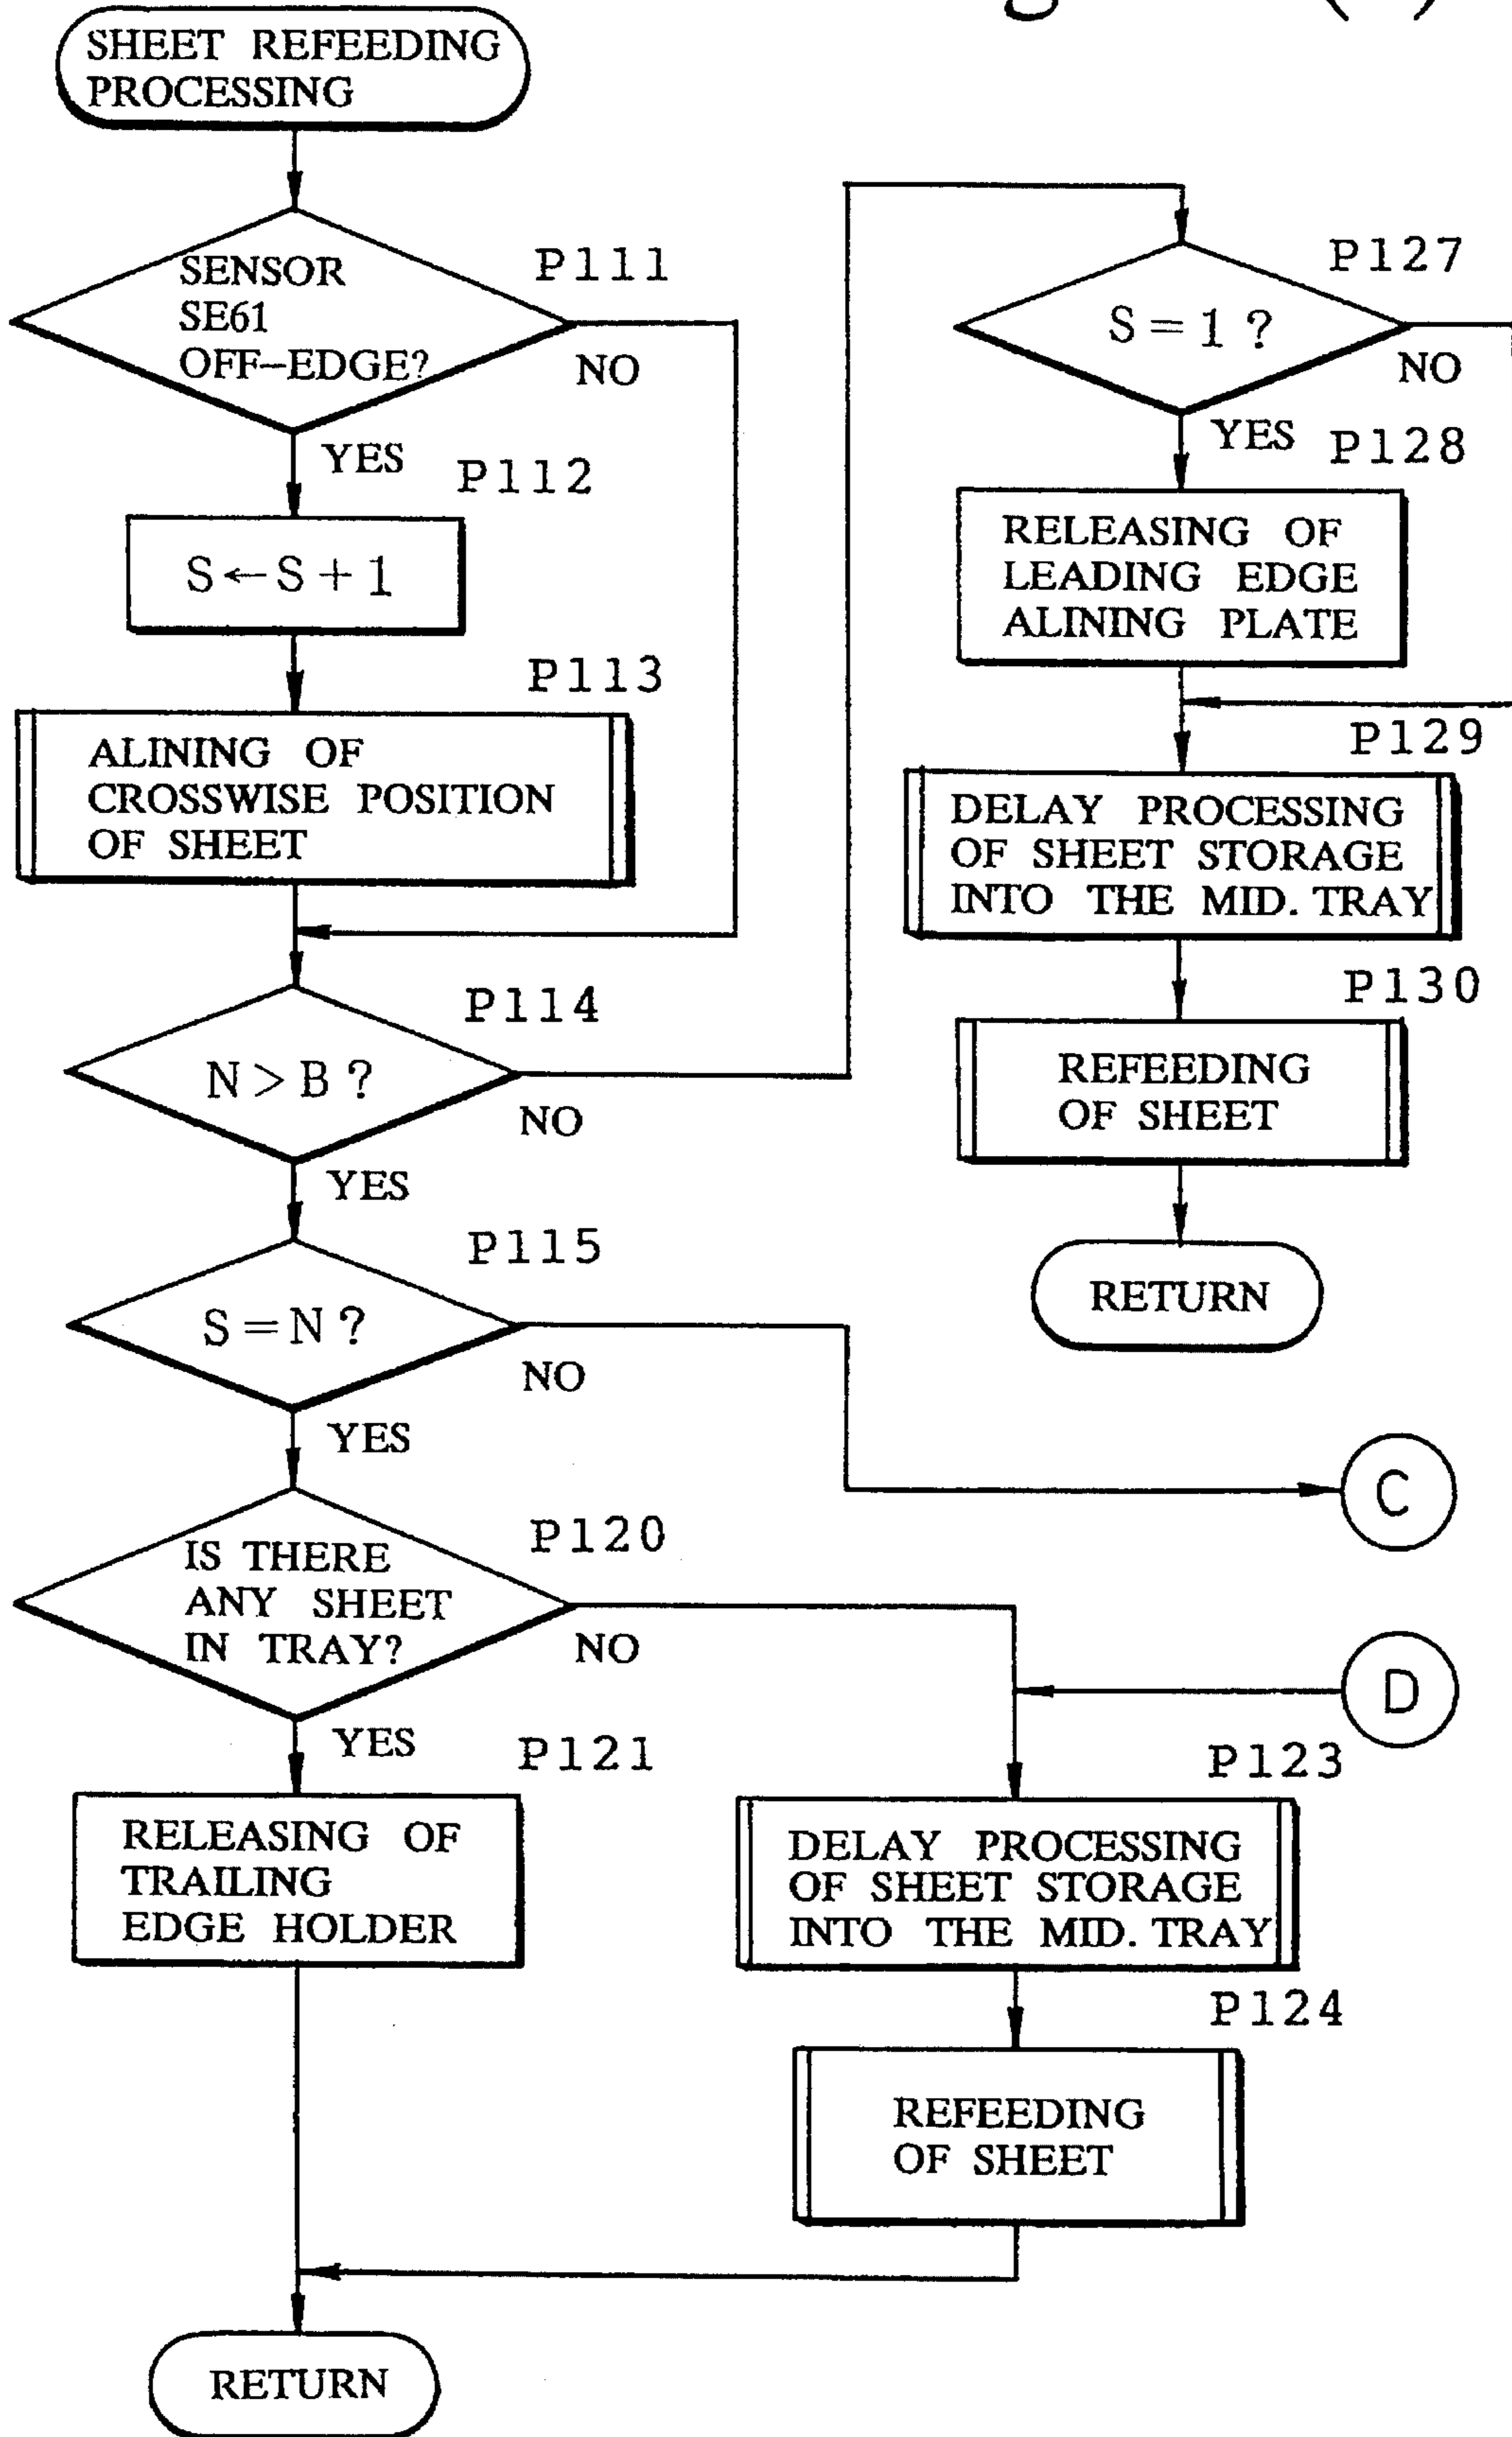 SHEET REFEEDING
PROCESSING
SENSOR
SE61
OFF-EDGE?
P111
NO
YES
P112
S←S+1
P113
ALINING OF
CROSSWISE POSITION
OF SHEET
P114
N>B?
NO
YES
P115
S=N?
NO
YES
C
P120
IS THERE
ANY SHEET
IN TRAY?
NO
YES
D
P121
RELEASING OF
TRAILING
EDGE HOLDER
P123
DELAY PROCESSING
OF SHEET STORAGE
INTO THE MID. TRAY
P124
REFEEDING
OF SHEET
RETURN
P127
S=1?
NO
YES
P128
RELEASING OF
LEADING EDGE
ALINING PLATE
P129
DELAY PROCESSING
OF SHEET STORAGE
INTO THE MID. TRAY
P130
REFEEDING
OF SHEET
RETURN